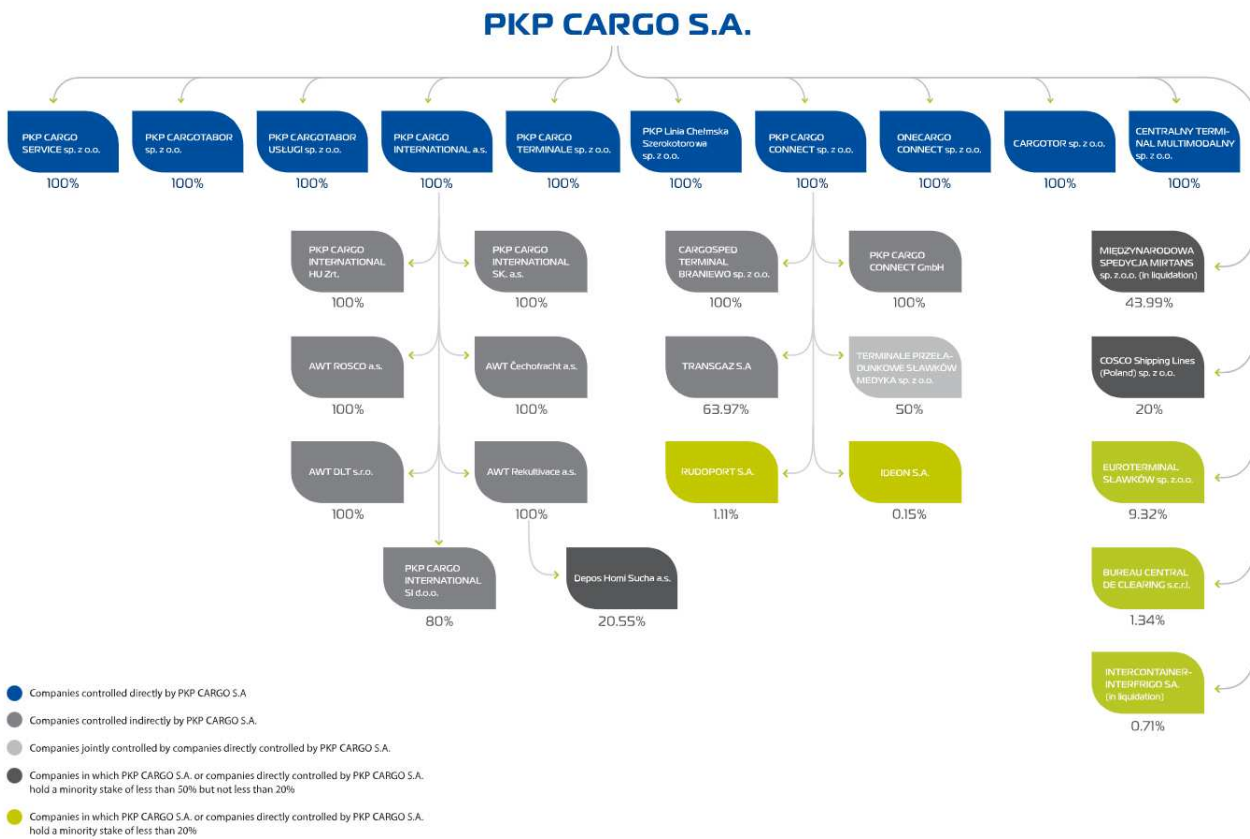 PKP CARGO S.A.
PKP CARGO
SERVICE sp. z o.o.
100%
PKP CARGOTABOR
sp. z o.o.
100%
PKP CARGOTABOR
USŁUGI sp. z o.o.
100%
PKP CARGO
INTERNATIONAL a.s.
100%
PKP CARGO
TERMINALE sp. z o.o.
100%
PKP Linia Chełmska
Szerokotorowa
sp. z o.o.
100%
PKP CARGO
CONNECT sp. z o.o.
100%
ONECARGO
CONNECT sp. z o.o.
100%
CARGOTOR sp. z o.o.
100%
CENTRALNY TERMI-
NAL MULTIMODALNY
sp. z o.o.
100%
PKP CARGO
INTERNATIONAL
HU Zrt.
100%
PKP CARGO
INTERNATIONAL
SK, a.s.
100%
CARGOSPED
TERMINAL
BRANIEWO sp. z o.o.
100%
PKP CARGO
CONNECT GmbH
100%
MIĘDZYNARODOWA
SPEDYCJA MIRTANS
sp. z.o.o. (in liquidation)
43.99%
AWT ROSCO a.s.
100%
AWT Čechofracht a.s.
100%
TRANSGAZ S.A
63.97%
TERMINALE PRZEŁA-
DUNKOWE SŁAWKÓW
MEDYKA sp. z o.o.
50%
COSCO Shipping Lines
(Poland) sp. z o.o.
20%
AWT DLT s.r.o.
100%
AWT Rekultivace a.s.
100%
RUDOPORT S.A.
1.11%
IDEON S.A.
0.15%
EUROTERMINAL
SŁAWKÓW sp. z.o.o.
9.32%
PKP CARGO
INTERNATIONAL
SI d.o.o.
80%
Depos Horni Sucha a.s.
20.55%
BUREAU CENTRAL
DE CLEARING s.c.r.l.
1.34%
INTERCONTAINER-
INTERFRIGO SA.
(in liquidation)
0.71%
Companies controlled directly by PKP CARGO S.A
Companies controlled indirectly by PKP CARGO S.A.
Companies jointly controlled by companies directly controlled by PKP CARGO S.A.
Companies in which PKP CARGO S.A. or companies directly controlled by PKP CARGO S.A.
hold a minority stake of less than 50% but not less than 20%
Companies in which PKP CARGO S.A. or companies directly controlled by PKP CARGO S.A.
hold a minority stake of less than 20%